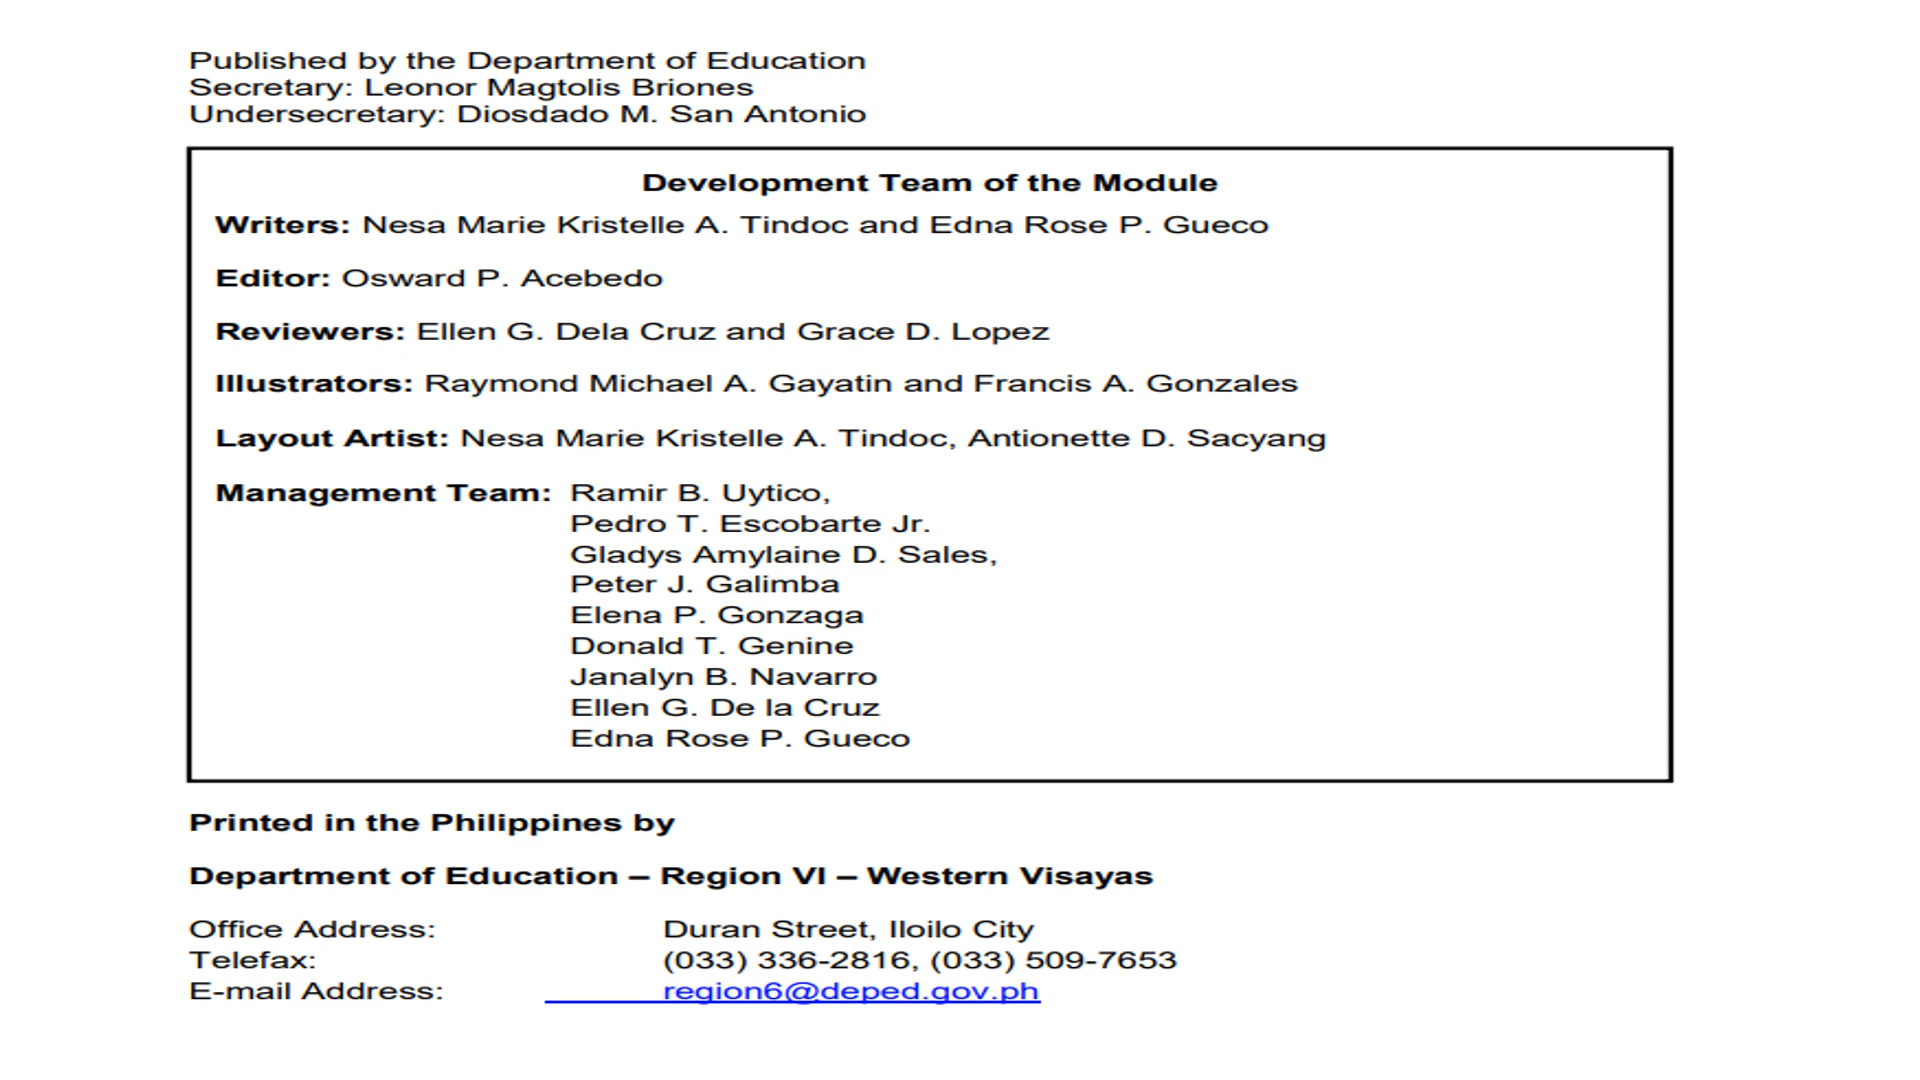 Published by the Department of Education
Secretary: Leonor Magtolis Briones
Undersecretary: Diosdado M. San Antonio
Development Team of the Module
Writers: Nesa Marie Kristelle A. Tindoc and Edna Rose P. Gueco
Editor: Osward P. Acebedo
Reviewers: Ellen G. Dela Cruz and Grace D. Lopez
Illustrators: Raymond Michael A. Gayatin and Francis A. Gonzales
Layout Artist: Nesa Marie Kristelle A. Tindoc, Antionette D. Sacyang
Management Team: Ramir B. Uytico,
Pedro T. Escobarte Jr.
Gladys Amylaine D. Sales,
Peter J. Galimba
Elena P. Gonzaga
Donald T. Genine
Janalyn B. Navarro
Ellen G. De la Cruz
Edna Rose P. Gueco
Printed in the Philippines by
Department of Education – Region VI – Western Visayas
Office Address: Duran Street, Iloilo City
Telefax: (033) 336-2816, (033) 509-7653
E-mail Address: region6@deped.gov.ph